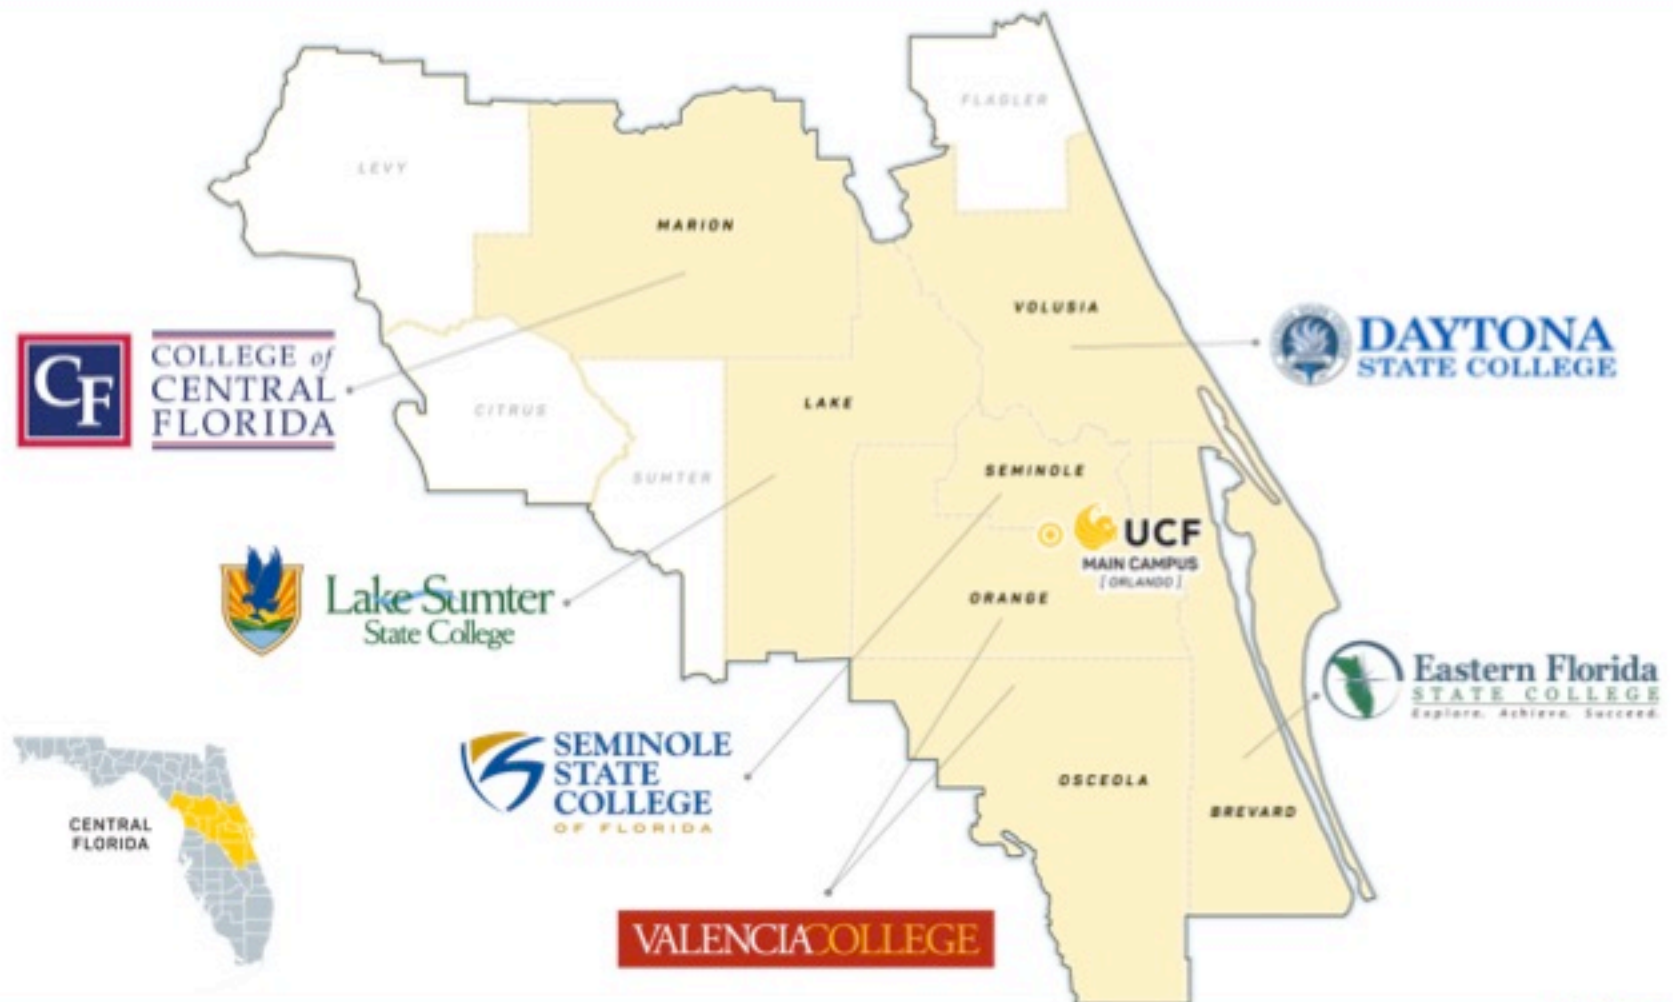 FLAGLER
LEVY
MARION
VOLUSIA
DAYTONA
STATE COLLEGE
CF
COLLEGE of
CENTRAL
FLORIDA
CITRUS
LAKE
SUMTER
SEMINOLE
UCF
MAIN CAMPUS
[ORLANDO]
ORANGE
Lake-Sumter
State College
Eastern Florida
STATE COLLEGE
Explore. Achieve. Succeed.
SEMINOLE
STATE
COLLEGE
OF FLORIDA
OSCEOLA
BREVARD
CENTRAL
FLORIDA
VALENCIACOLLEGE